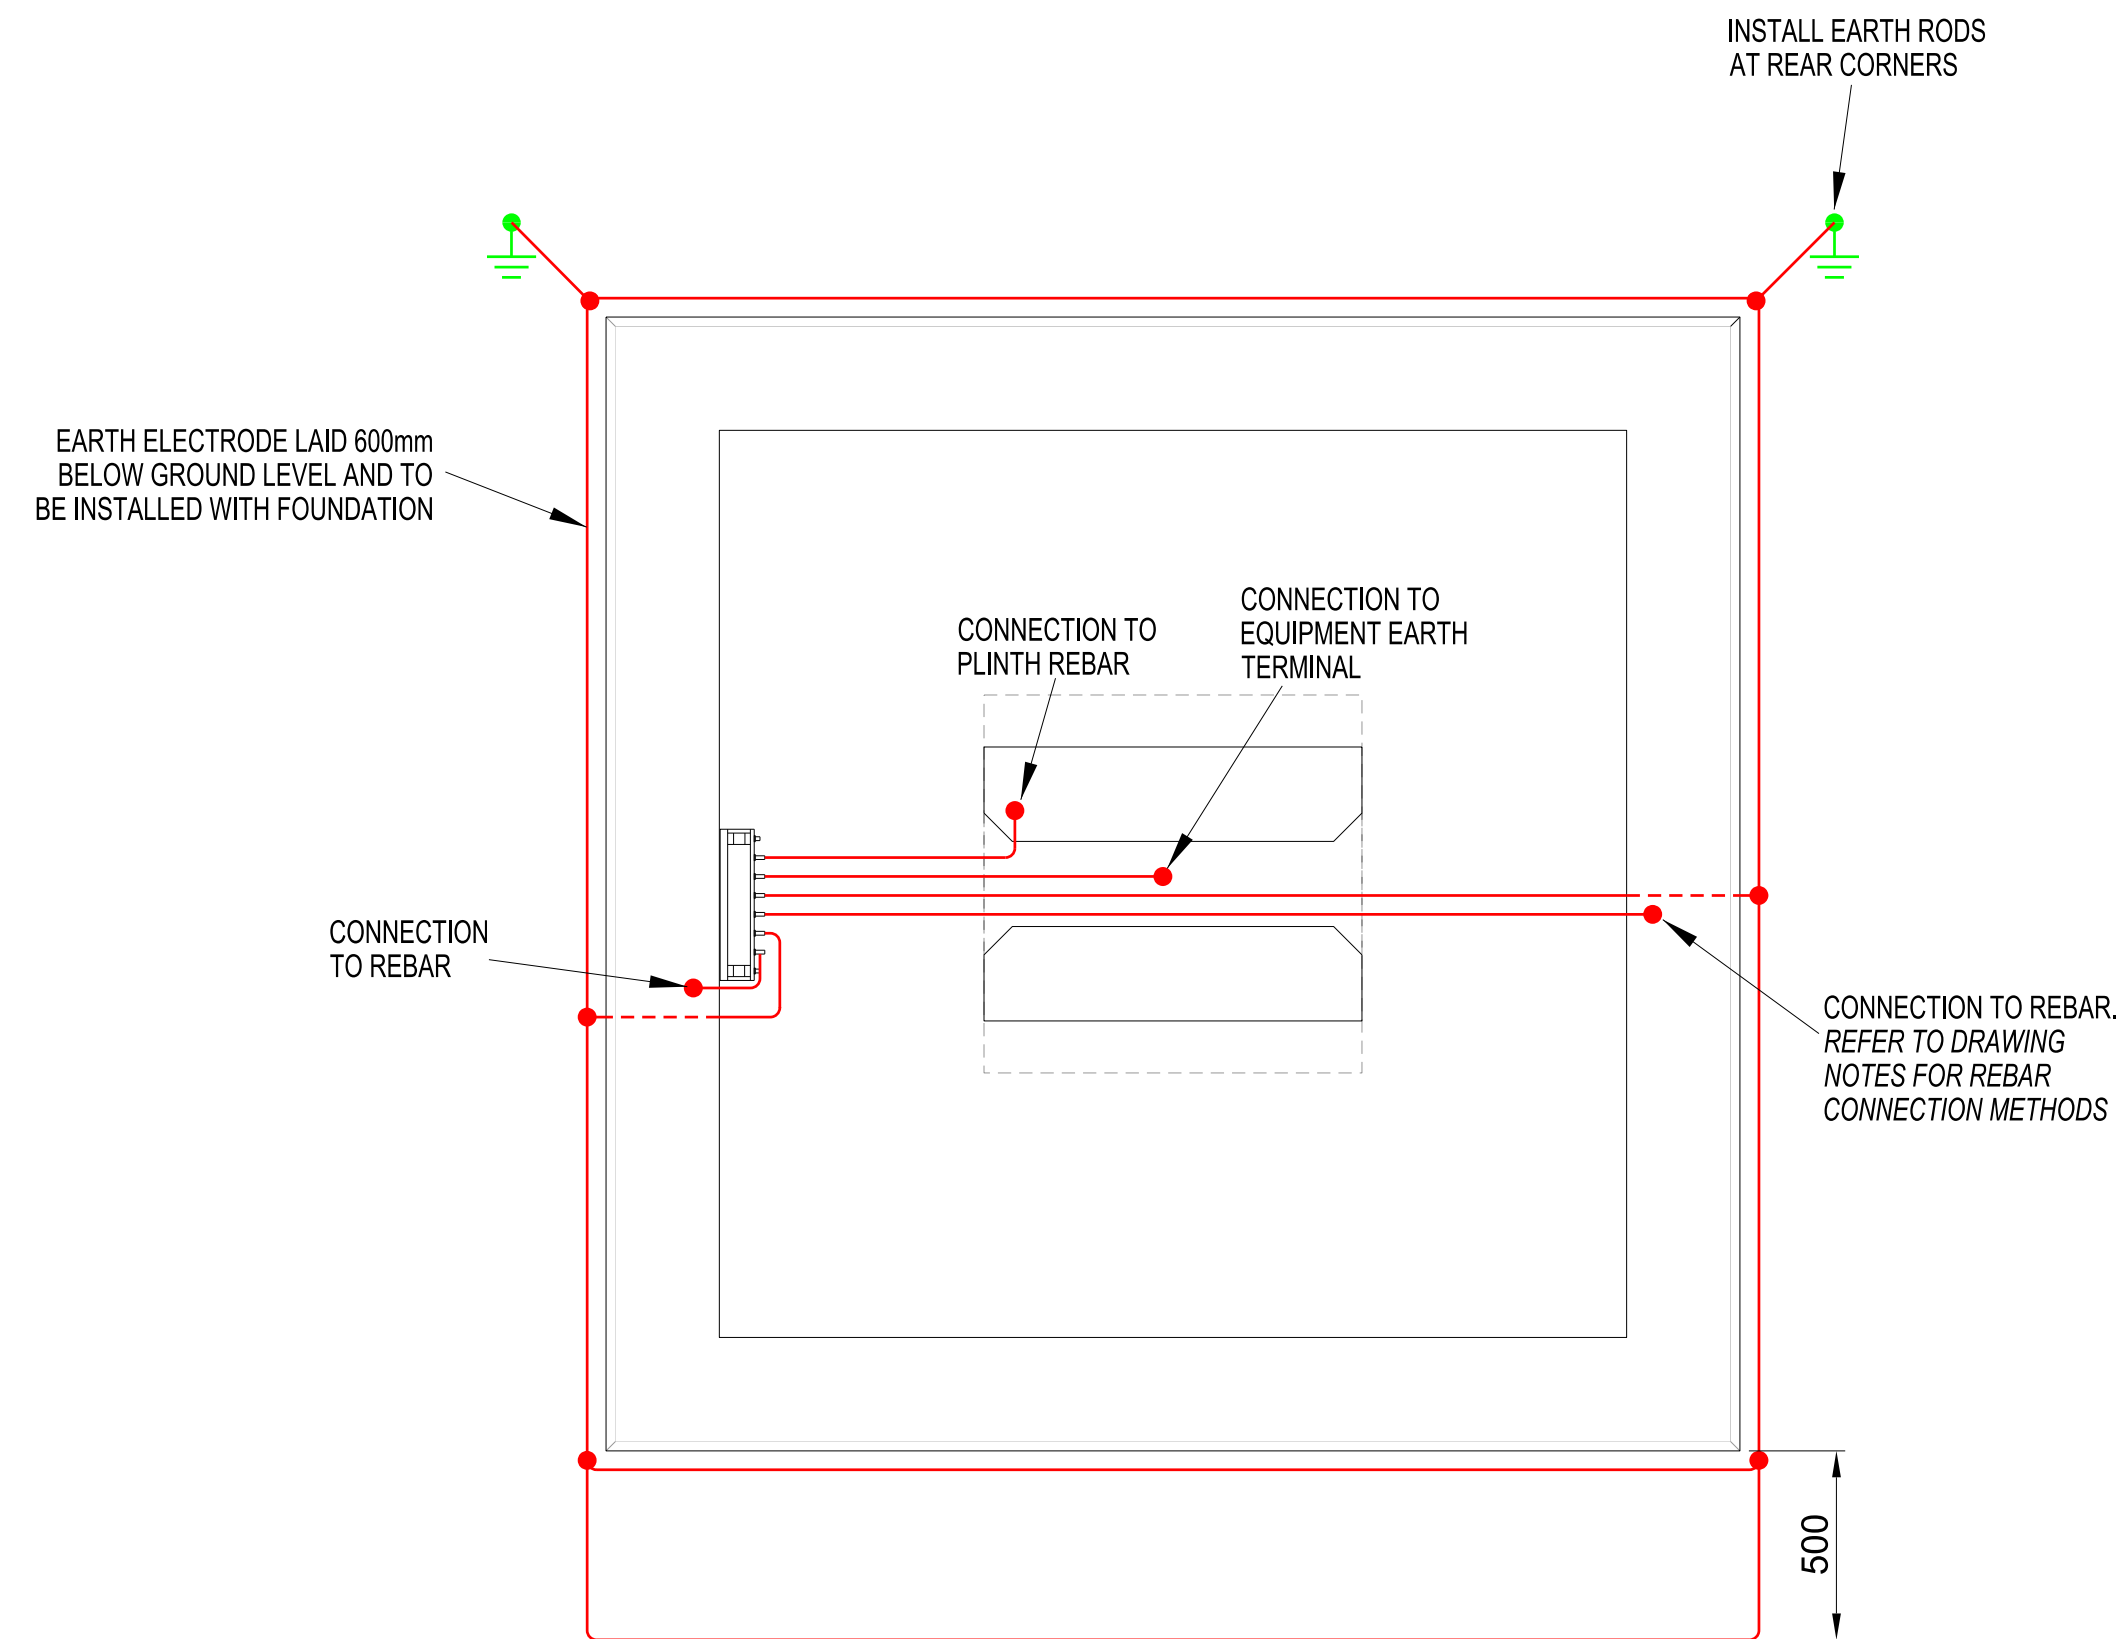 INSTALL EARTH RODS
AT REAR CORNERS
EARTH ELECTRODE LAID 600mm
BELOW GROUND LEVEL AND TO
BE INSTALLED WITH FOUNDATION
CONNECTION TO
PLINTH REBAR
CONNECTION TO
EQUIPMENT EARTH
TERMINAL
CONNECTION
TO REBAR
CONNECTION TO REBAR.
REFER TO DRAWING
NOTES FOR REBAR
CONNECTION METHODS
500